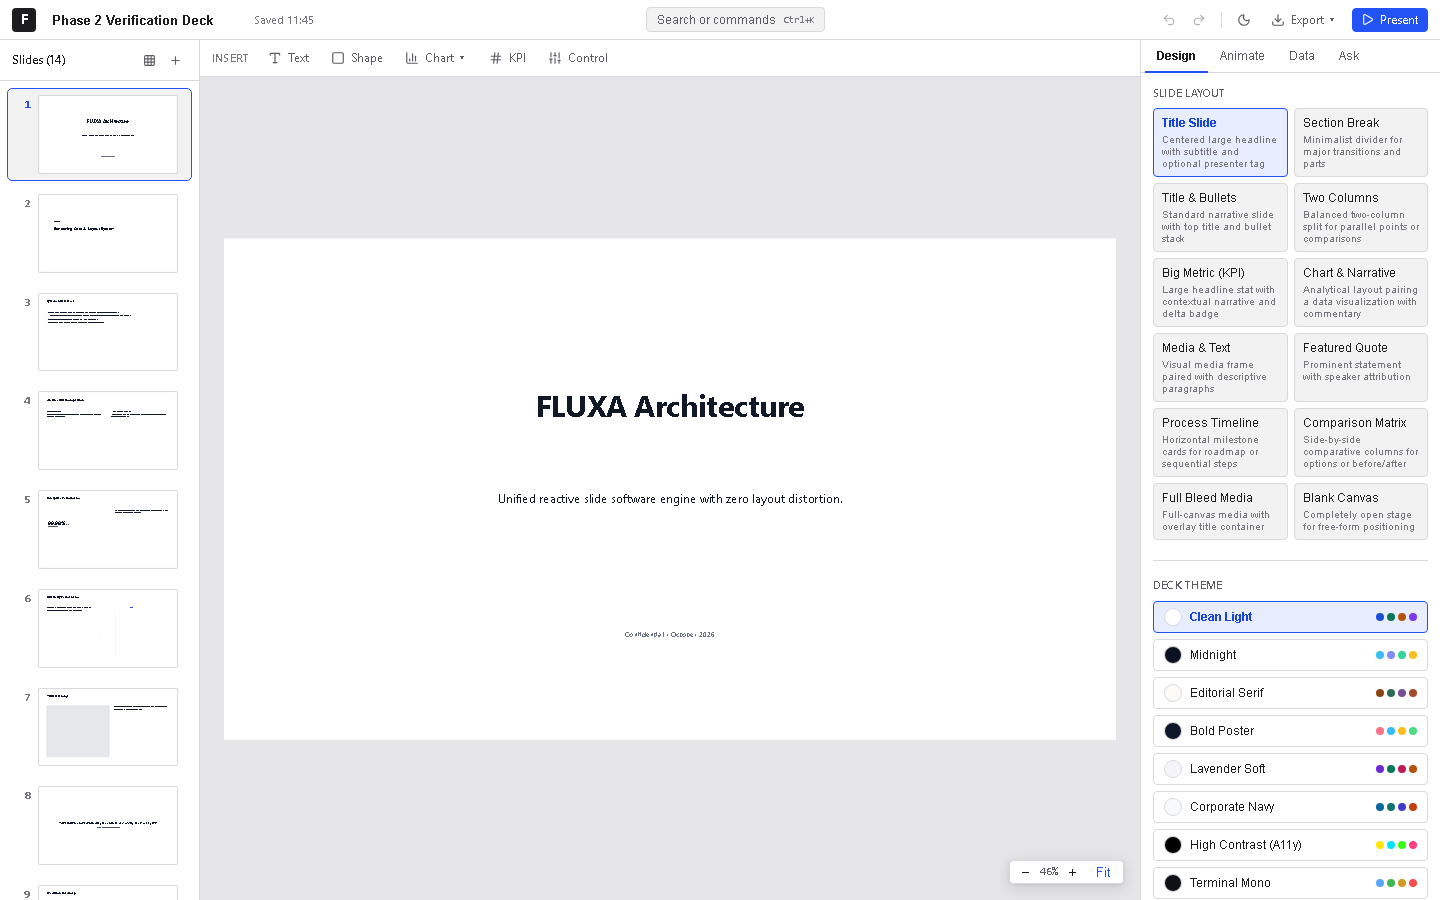 F
Phase 2 Verification Deck
Saved 11:45
Search or commands Ctrl+K
Export
Present
Slides (14)
INSERT
Text
Shape
Chart
KPI
Control
Design
Animate
Data
Ask
1
FLUXA Architecture
2
3
4
5
99.99%
6
7
8
9
FLUXA Architecture
Unified reactive slide software engine with zero layout distortion.
Confidential • October 2026
46%
Fit
SLIDE LAYOUT
Title Slide
Centered large headline
with subtitle and
optional presenter tag
Section Break
Minimalist divider for
major transitions and
parts
Title & Bullets
Standard narrative slide
with top title and bullet
stack
Two Columns
Balanced two-column
split for parallel points or
comparisons
Big Metric (KPI)
Large headline stat with
contextual narrative and
delta badge
Chart & Narrative
Analytical layout pairing
a data visualization with
commentary
Media & Text
Visual media frame
paired with descriptive
paragraphs
Featured Quote
Prominent statement
with speaker attribution
Process Timeline
Horizontal milestone
cards for roadmap or
sequential steps
Comparison Matrix
Side-by-side
comparative columns for
options or before/after
Full Bleed Media
Full-canvas media with
overlay title container
Blank Canvas
Completely open stage
for free-form positioning
DECK THEME
Clean Light
Midnight
Editorial Serif
Bold Poster
Lavender Soft
Corporate Navy
High Contrast (A11y)
Terminal Mono